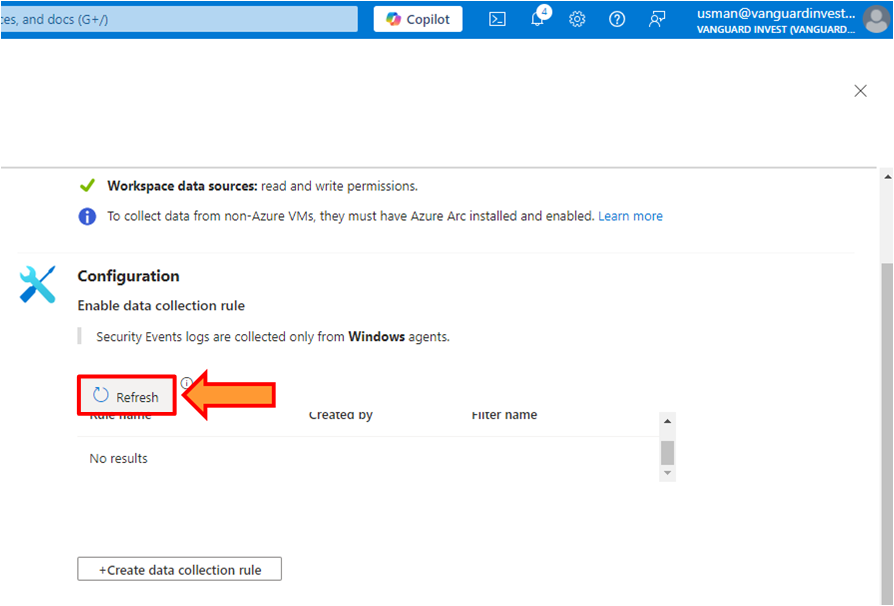 ces, and docs (G+/)
Copilot
4
usman@vanguardinvest...
VANGUARD INVEST (VANGUARD...
Workspace data sources: read and write permissions.
To collect data from non-Azure VMs, they must have Azure Arc installed and enabled. Learn more
Configuration
Enable data collection rule
Security Events logs are collected only from Windows agents.
Refresh
Rule name Created by Filter name
No results
+Create data collection rule